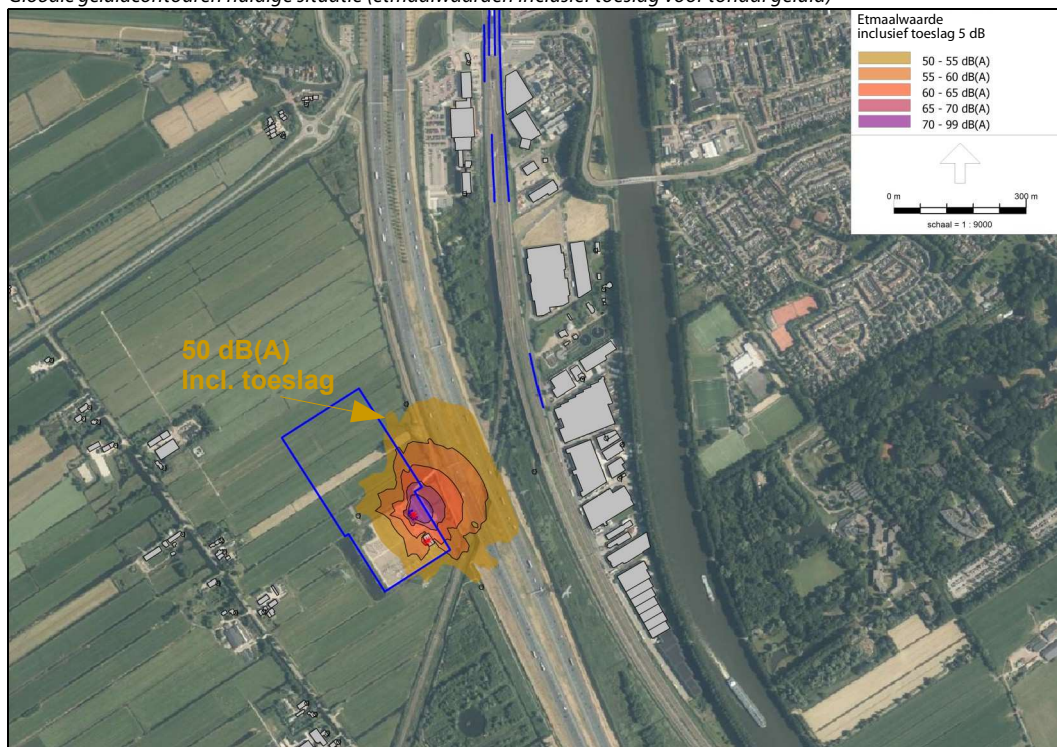 Globale geluidcontouren huidige situatie (etmaalwaarden inclusief toeslag voor tonaal geluid)
Etmaalwaarde
inclusief toeslag 5 dB
50 - 55 dB(A)
55 - 60 dB(A)
60 - 65 dB(A)
65 - 70 dB(A)
70 - 99 dB(A)
0 m
300 m
schaal = 1 : 9000
50 dB(A)
Incl. toeslag